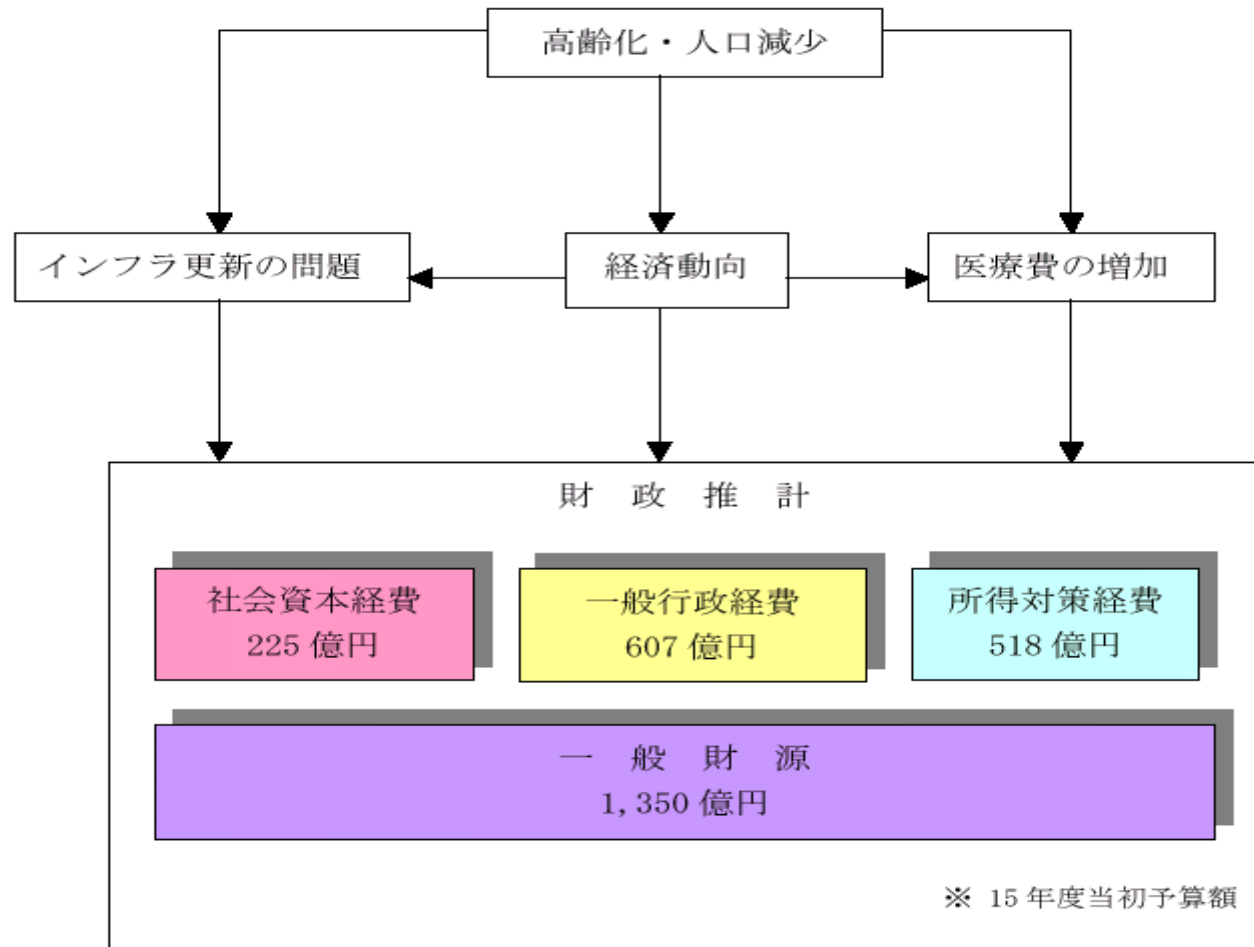 高齢化・人口減少
インフラ更新の問題
経済動向
医療費の増加
財 政 推 計
社会資本経費
225 億円
一般行政経費
607 億円
所得対策経費
518 億円
一 般 財 源
1,350 億円
※ 15 年度当初予算額